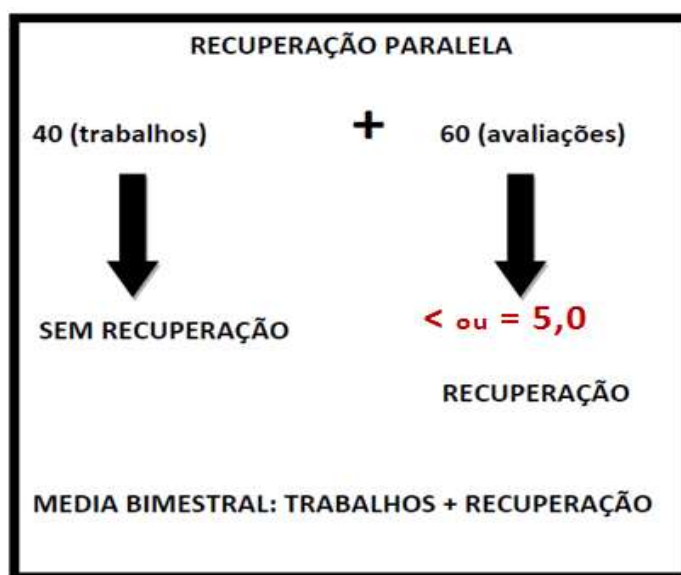 RECUPERAÇÃO PARALELA
40 (trabalhos) + 60 (avaliações)
SEM RECUPERAÇÃO
< ou = 5,0
RECUPERAÇÃO
MEDIA BIMESTRAL: TRABALHOS + RECUPERAÇÃO